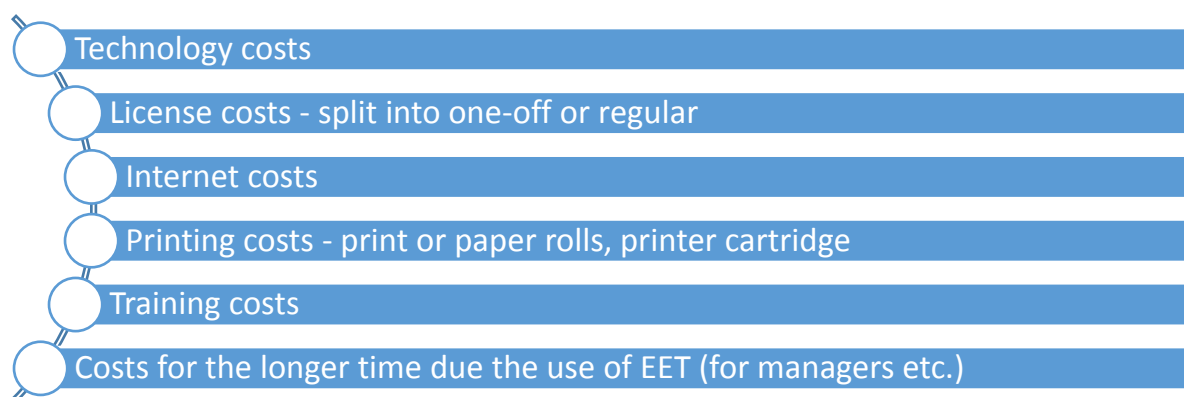 Technology costs
License costs - split into one-off or regular
Internet costs
Printing costs - print or paper rolls, printer cartridge
Training costs
Costs for the longer time due the use of EET (for managers etc.)